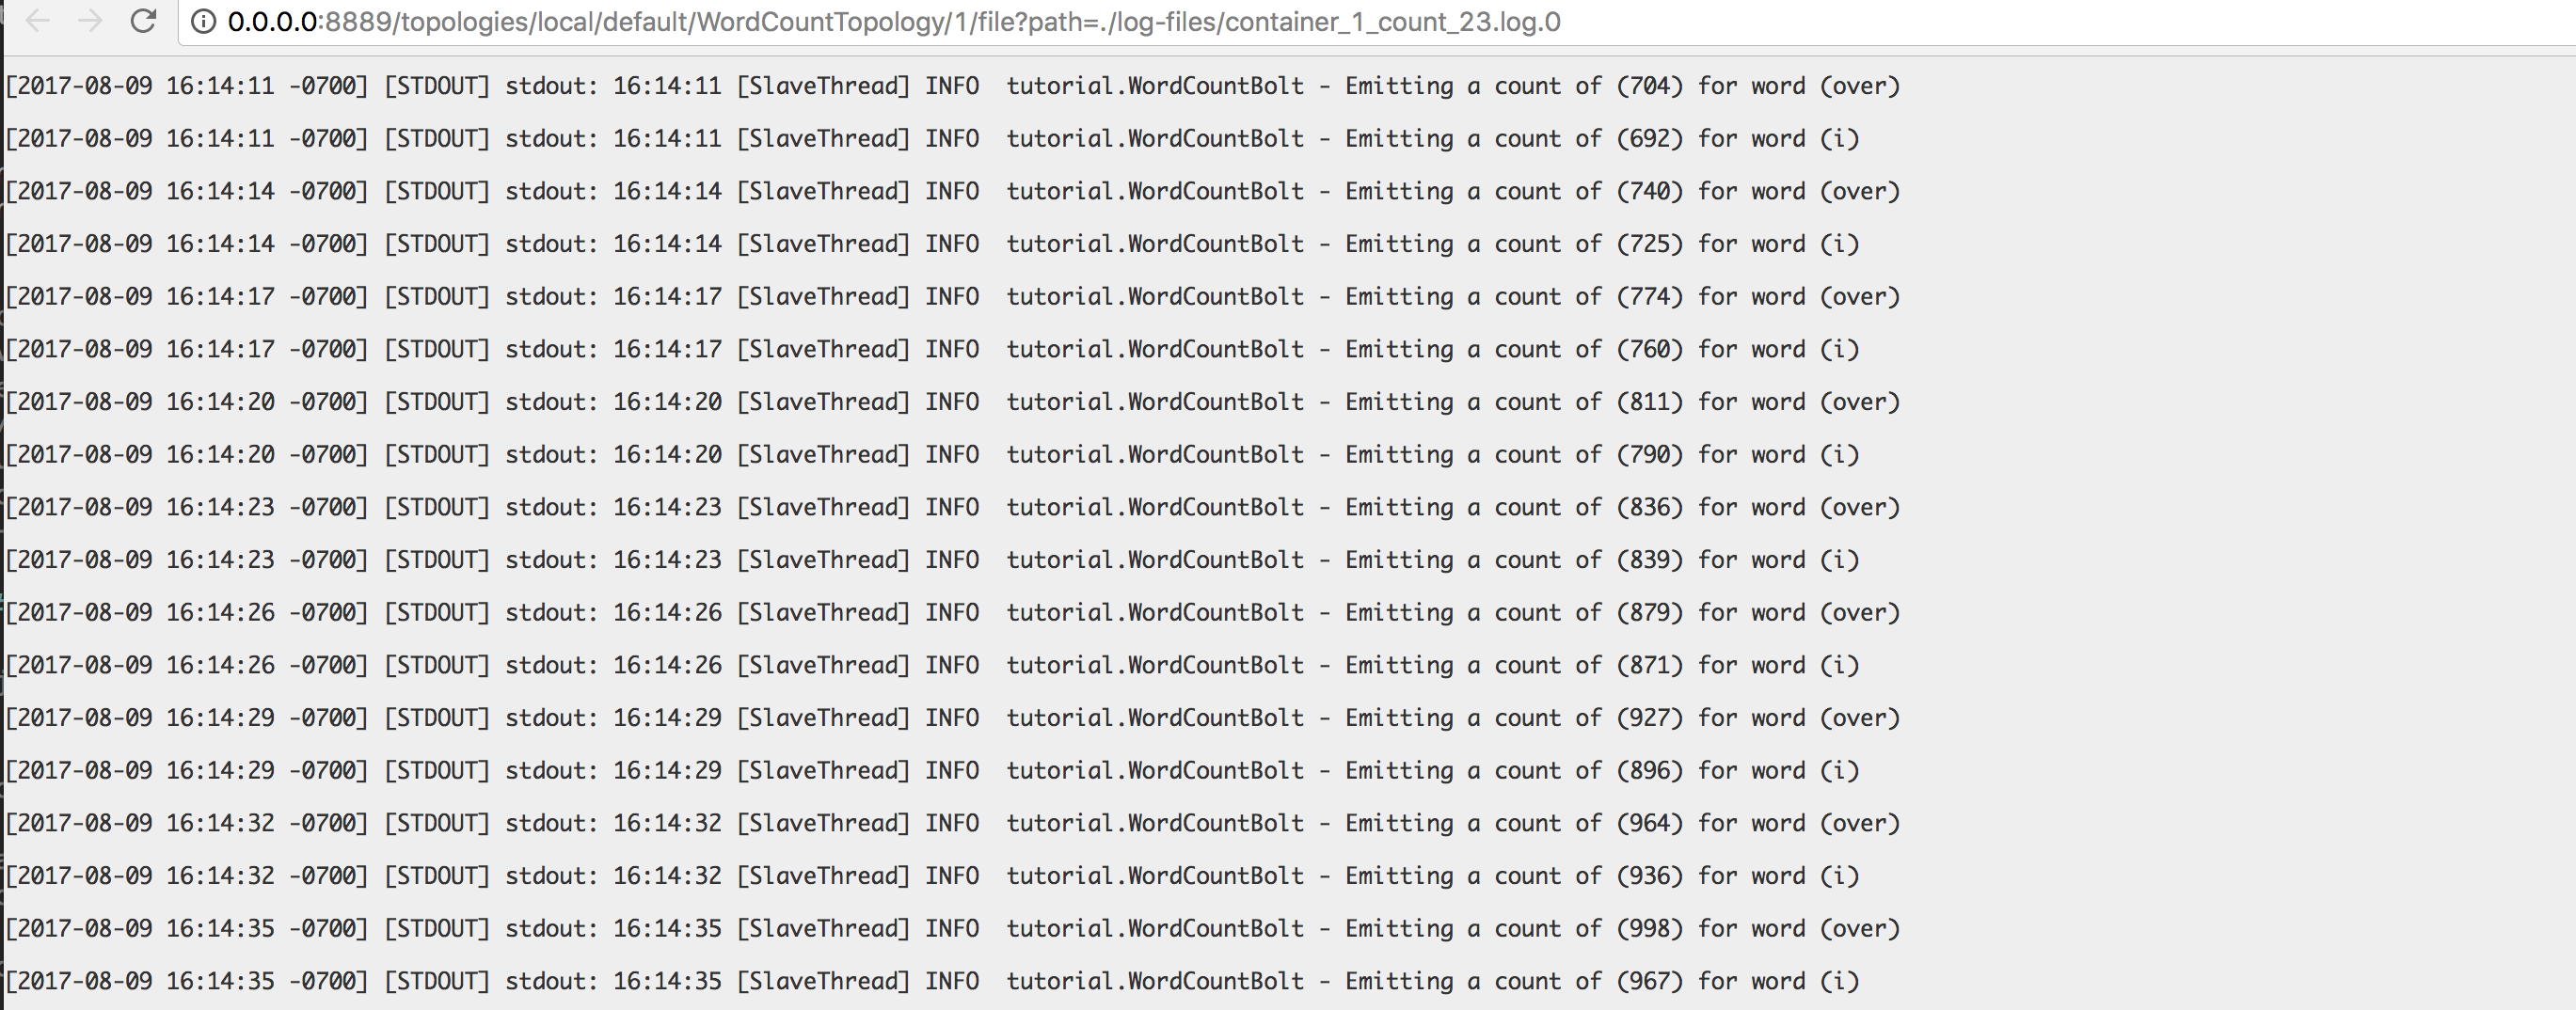 0.0.0.0:8889/topologies/local/default/WordCountTopology/1/file?path=./log-files/container_1_count_23.log.0
[2017-08-09 16:14:11 -0700] [STDOUT] stdout: 16:14:11 [SlaveThread] INFO  tutorial.WordCountBolt - Emitting a count of (704) for word (over)
[2017-08-09 16:14:11 -0700] [STDOUT] stdout: 16:14:11 [SlaveThread] INFO  tutorial.WordCountBolt - Emitting a count of (692) for word (i)
[2017-08-09 16:14:14 -0700] [STDOUT] stdout: 16:14:14 [SlaveThread] INFO  tutorial.WordCountBolt - Emitting a count of (740) for word (over)
[2017-08-09 16:14:14 -0700] [STDOUT] stdout: 16:14:14 [SlaveThread] INFO  tutorial.WordCountBolt - Emitting a count of (725) for word (i)
[2017-08-09 16:14:17 -0700] [STDOUT] stdout: 16:14:17 [SlaveThread] INFO  tutorial.WordCountBolt - Emitting a count of (774) for word (over)
[2017-08-09 16:14:17 -0700] [STDOUT] stdout: 16:14:17 [SlaveThread] INFO  tutorial.WordCountBolt - Emitting a count of (760) for word (i)
[2017-08-09 16:14:20 -0700] [STDOUT] stdout: 16:14:20 [SlaveThread] INFO  tutorial.WordCountBolt - Emitting a count of (811) for word (over)
[2017-08-09 16:14:20 -0700] [STDOUT] stdout: 16:14:20 [SlaveThread] INFO  tutorial.WordCountBolt - Emitting a count of (790) for word (i)
[2017-08-09 16:14:23 -0700] [STDOUT] stdout: 16:14:23 [SlaveThread] INFO  tutorial.WordCountBolt - Emitting a count of (836) for word (over)
[2017-08-09 16:14:23 -0700] [STDOUT] stdout: 16:14:23 [SlaveThread] INFO  tutorial.WordCountBolt - Emitting a count of (839) for word (i)
[2017-08-09 16:14:26 -0700] [STDOUT] stdout: 16:14:26 [SlaveThread] INFO  tutorial.WordCountBolt - Emitting a count of (879) for word (over)
[2017-08-09 16:14:26 -0700] [STDOUT] stdout: 16:14:26 [SlaveThread] INFO  tutorial.WordCountBolt - Emitting a count of (871) for word (i)
[2017-08-09 16:14:29 -0700] [STDOUT] stdout: 16:14:29 [SlaveThread] INFO  tutorial.WordCountBolt - Emitting a count of (927) for word (over)
[2017-08-09 16:14:29 -0700] [STDOUT] stdout: 16:14:29 [SlaveThread] INFO  tutorial.WordCountBolt - Emitting a count of (896) for word (i)
[2017-08-09 16:14:32 -0700] [STDOUT] stdout: 16:14:32 [SlaveThread] INFO  tutorial.WordCountBolt - Emitting a count of (964) for word (over)
[2017-08-09 16:14:32 -0700] [STDOUT] stdout: 16:14:32 [SlaveThread] INFO  tutorial.WordCountBolt - Emitting a count of (936) for word (i)
[2017-08-09 16:14:35 -0700] [STDOUT] stdout: 16:14:35 [SlaveThread] INFO  tutorial.WordCountBolt - Emitting a count of (998) for word (over)
[2017-08-09 16:14:35 -0700] [STDOUT] stdout: 16:14:35 [SlaveThread] INFO  tutorial.WordCountBolt - Emitting a count of (967) for word (i)